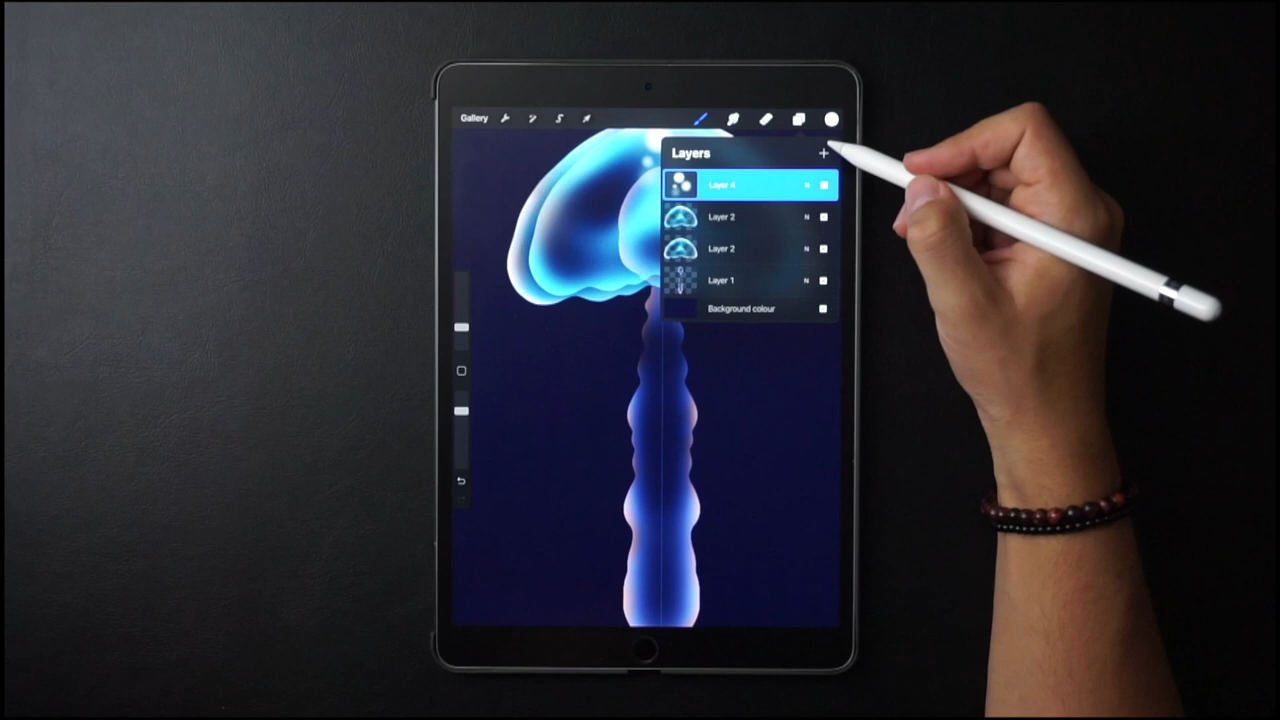 Gallery
Layers
Layer 4 N
Layer 2 N
Layer 2 N
Layer 1 N
Background colour